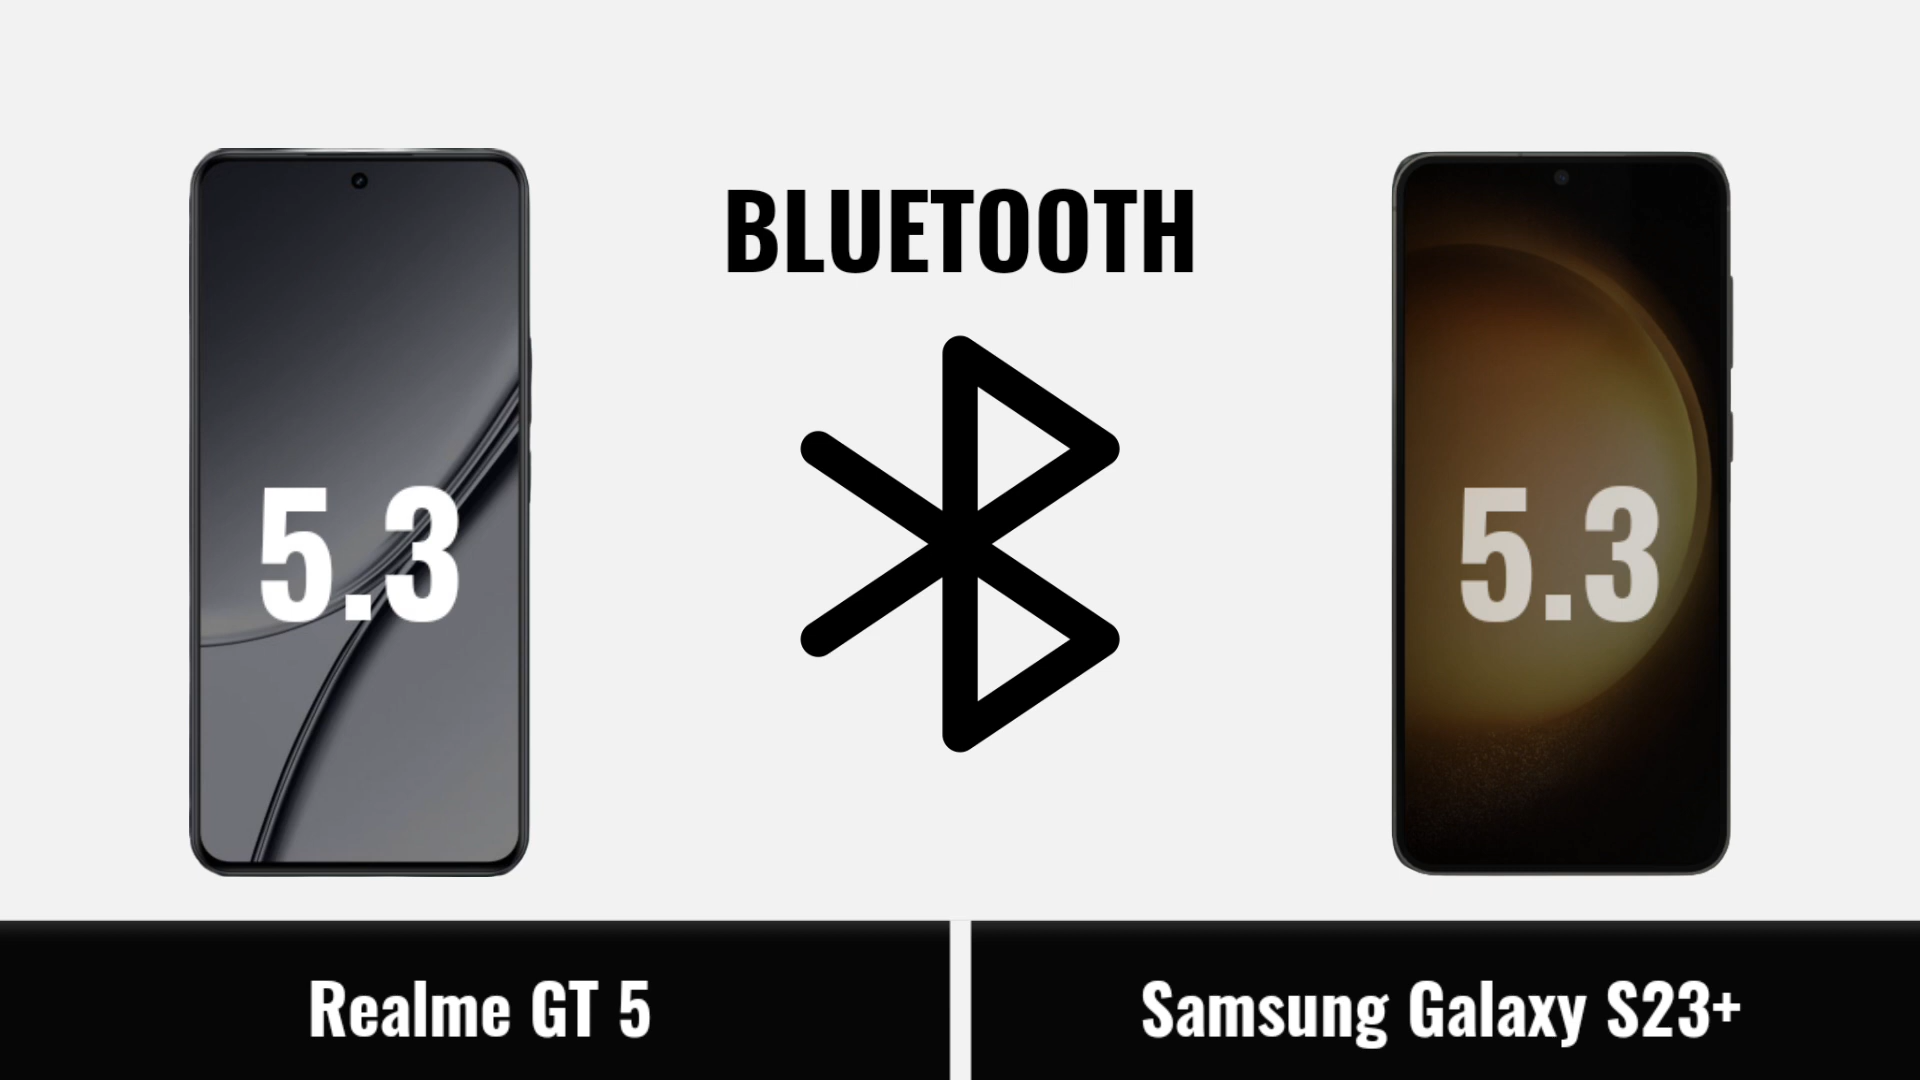 BLUETOOTH
5.3
5.3
Realme GT 5
Samsung Galaxy S23+